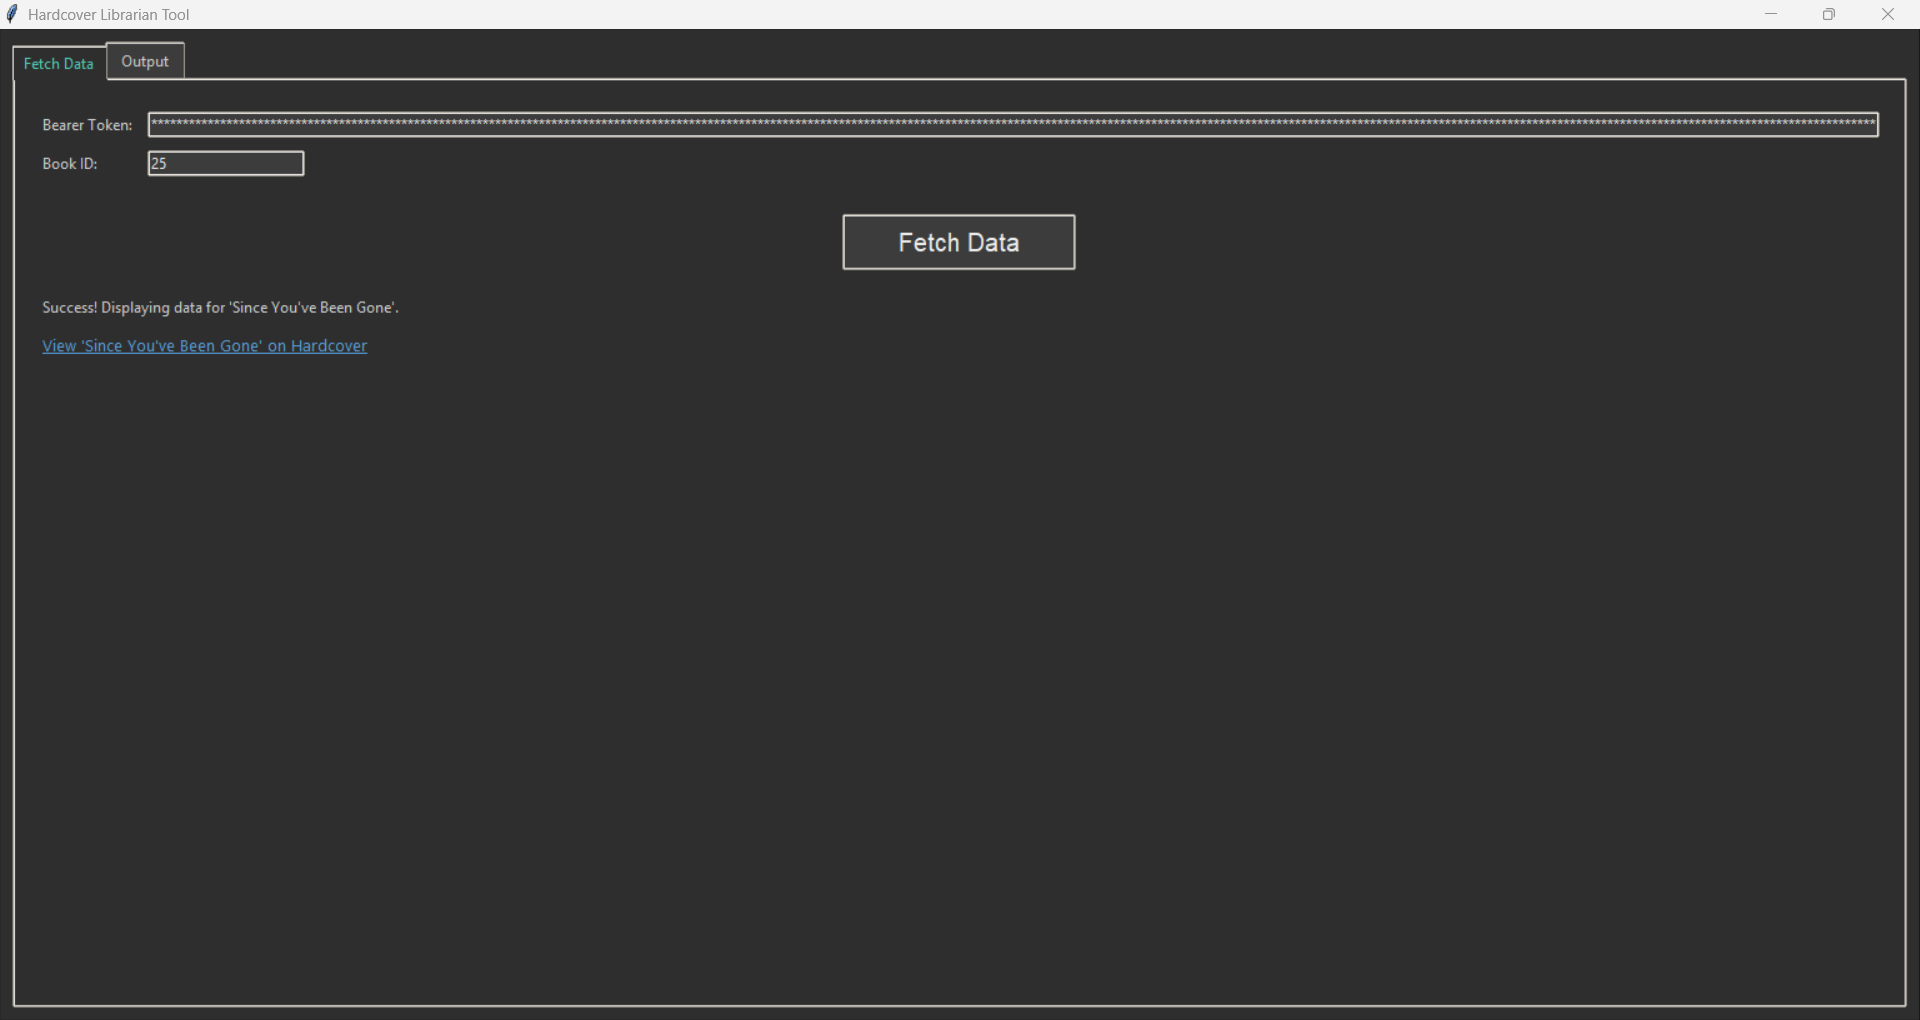 Hardcover Librarian Tool
Fetch Data
Output
Bearer Token:
Book ID: 25
Fetch Data
Success! Displaying data for 'Since You've Been Gone'.
View 'Since You've Been Gone' on Hardcover